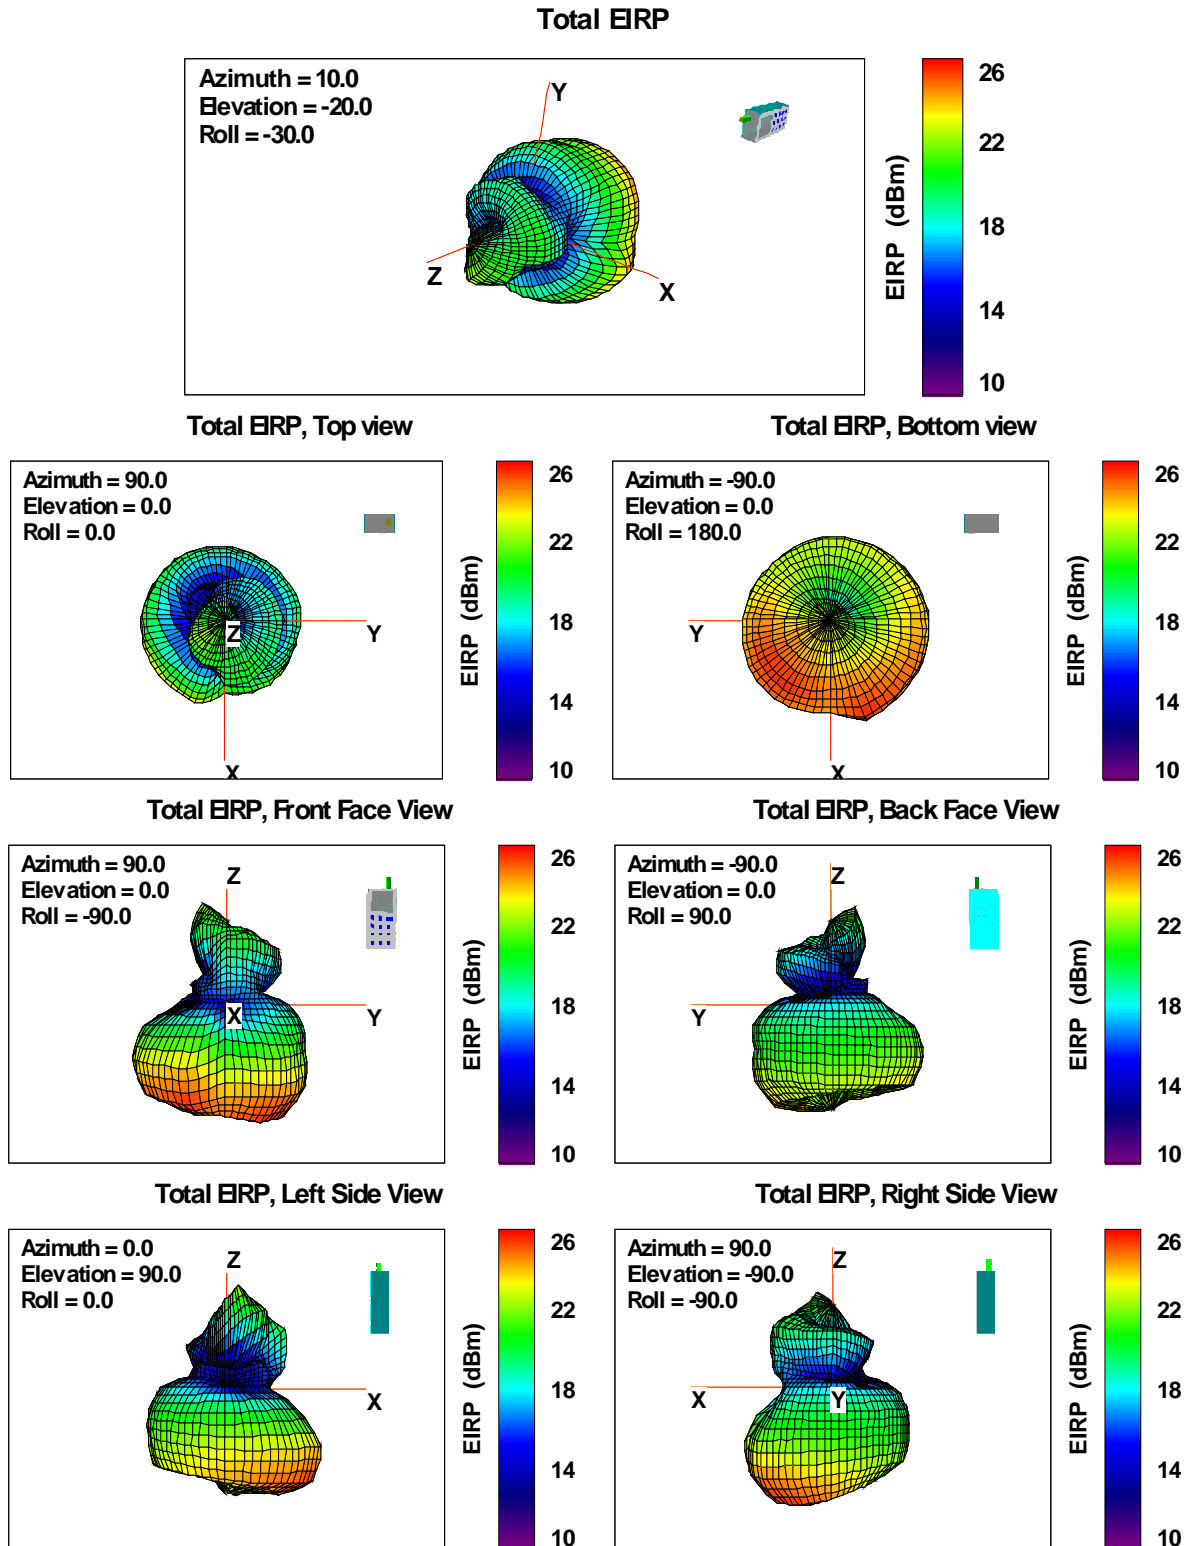 Total EIRP
Azimuth = 10.0
Elevation = -20.0
Roll = -30.0
Y
Z
X
EIRP (dBm)
26
22
18
14
10
Total EIRP, Top view
Azimuth = 90.0
Elevation = 0.0
Roll = 0.0
Z
Y
X
EIRP (dBm)
26
22
18
14
10
Total EIRP, Bottom view
Azimuth = -90.0
Elevation = 0.0
Roll = 180.0
Y
X
EIRP (dBm)
26
22
18
14
10
Total EIRP, Front Face View
Azimuth = 90.0
Elevation = 0.0
Roll = -90.0
Z
X
Y
EIRP (dBm)
26
22
18
14
10
Total EIRP, Back Face View
Azimuth = -90.0
Elevation = 0.0
Roll = 90.0
Z
Y
EIRP (dBm)
26
22
18
14
10
Total EIRP, Left Side View
Azimuth = 0.0
Elevation = 90.0
Roll = 0.0
Z
X
EIRP (dBm)
26
22
18
14
10
Total EIRP, Right Side View
Azimuth = 90.0
Elevation = -90.0
Roll = -90.0
Z
X
Y
EIRP (dBm)
26
22
18
14
10